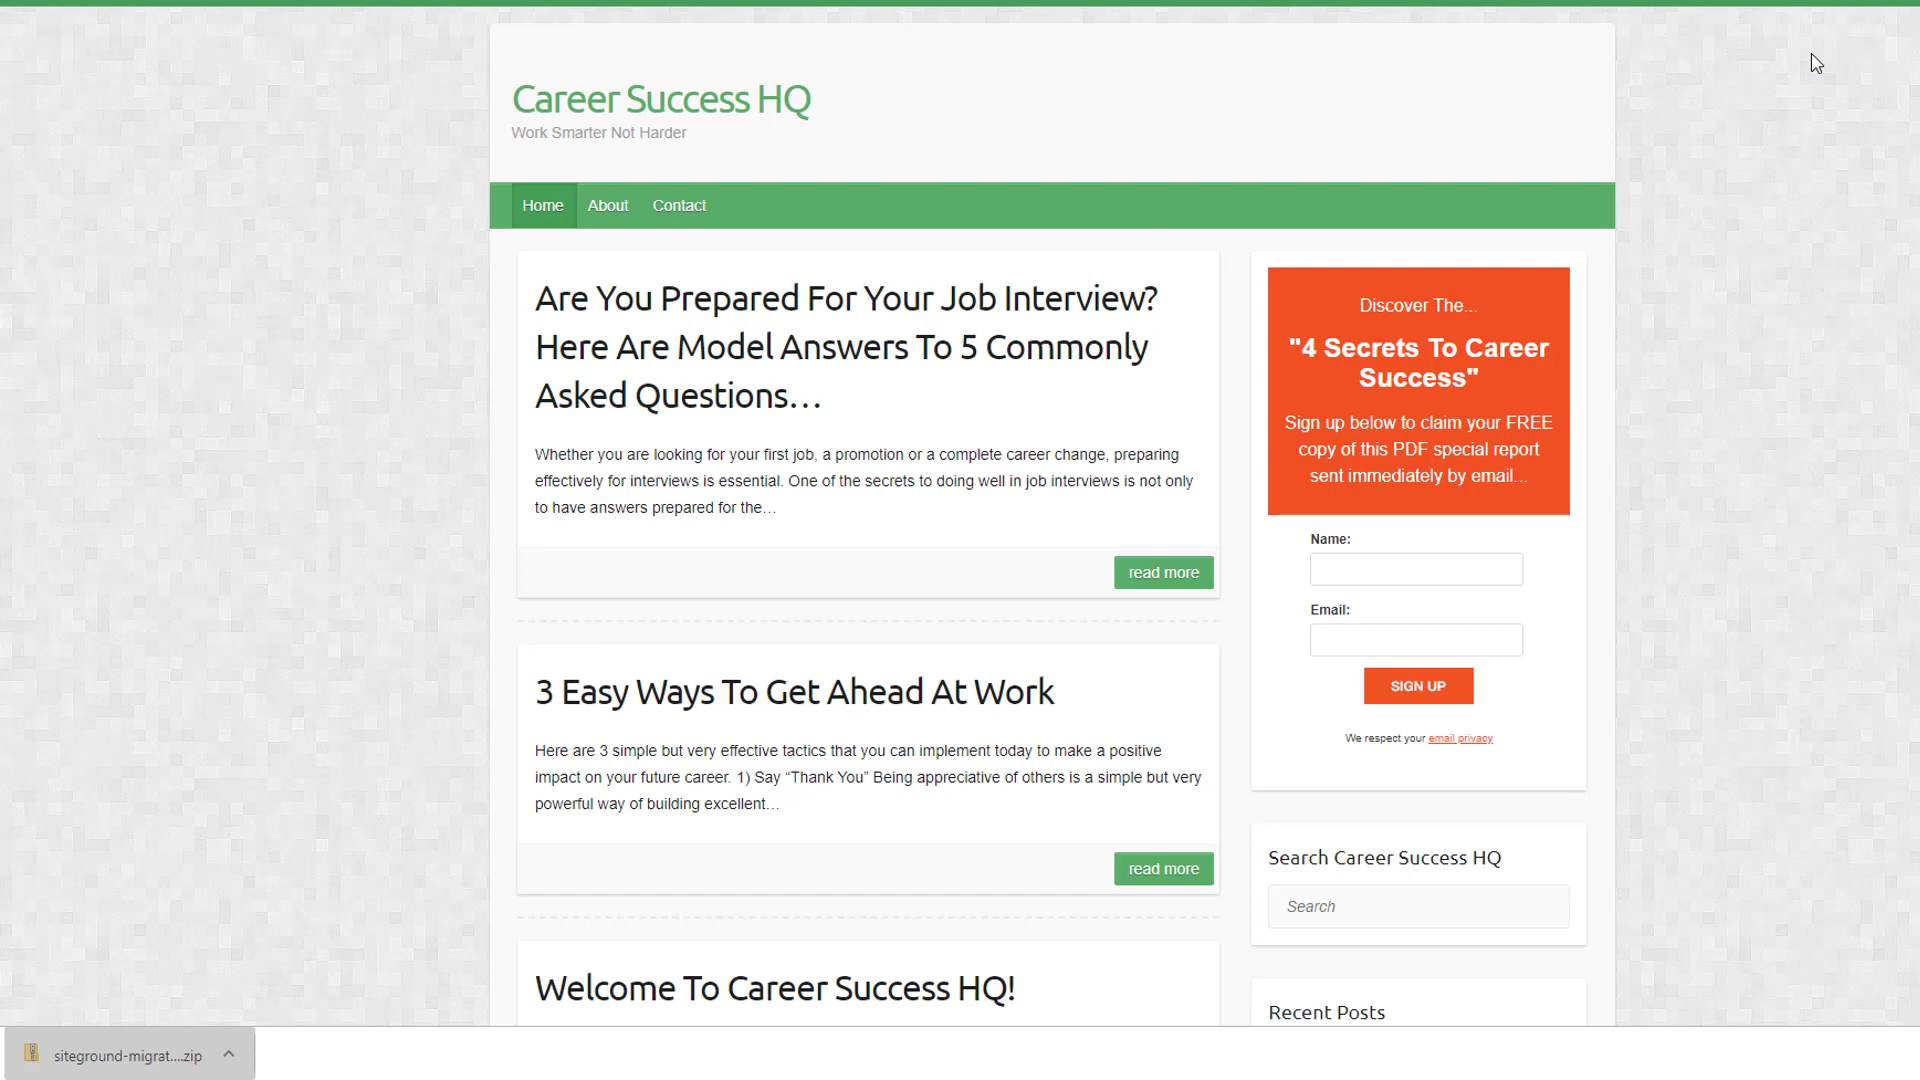 Career Success HQ
Work Smarter Not Harder
Home About Contact
Are You Prepared For Your Job Interview?
Here Are Model Answers To 5 Commonly
Asked Questions…
Whether you are looking for your first job, a promotion or a complete career change, preparing
effectively for interviews is essential. One of the secrets to doing well in job interviews is not only
to have answers prepared for the…
read more
3 Easy Ways To Get Ahead At Work
Here are 3 simple but very effective tactics that you can implement today to make a positive
impact on your future career. 1) Say “Thank You” Being appreciative of others is a simple but very
powerful way of building excellent…
read more
Welcome To Career Success HQ!
Discover The...
"4 Secrets To Career
Success"
Sign up below to claim your FREE
copy of this PDF special report
sent immediately by email...
Name:
Email:
SIGN UP
We respect your email privacy
Search Career Success HQ
Search
Recent Posts
siteground-migrat....zip